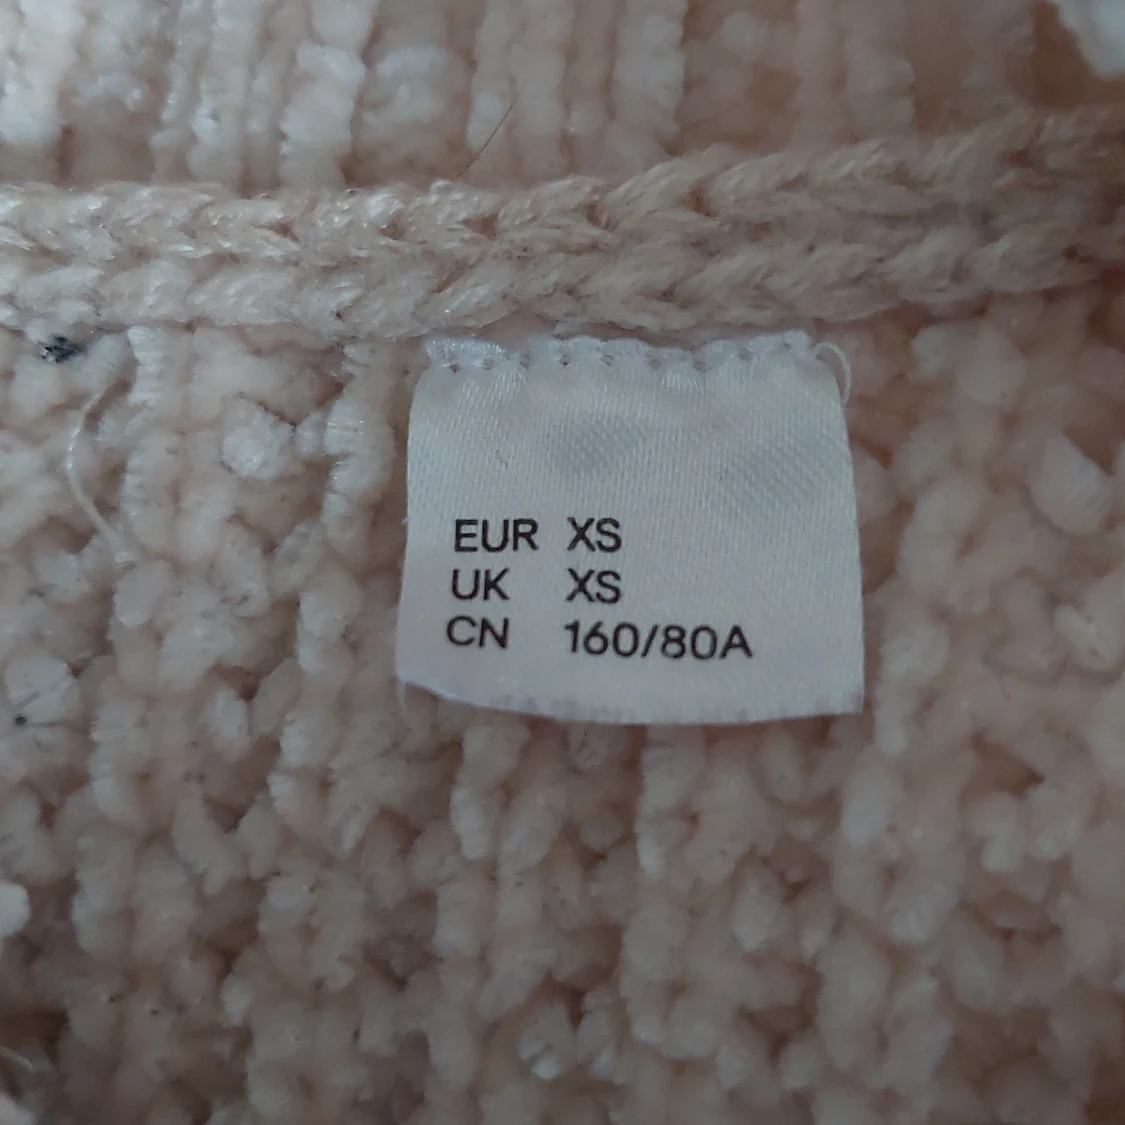 EUR XS
UK XS
CN 160/80A